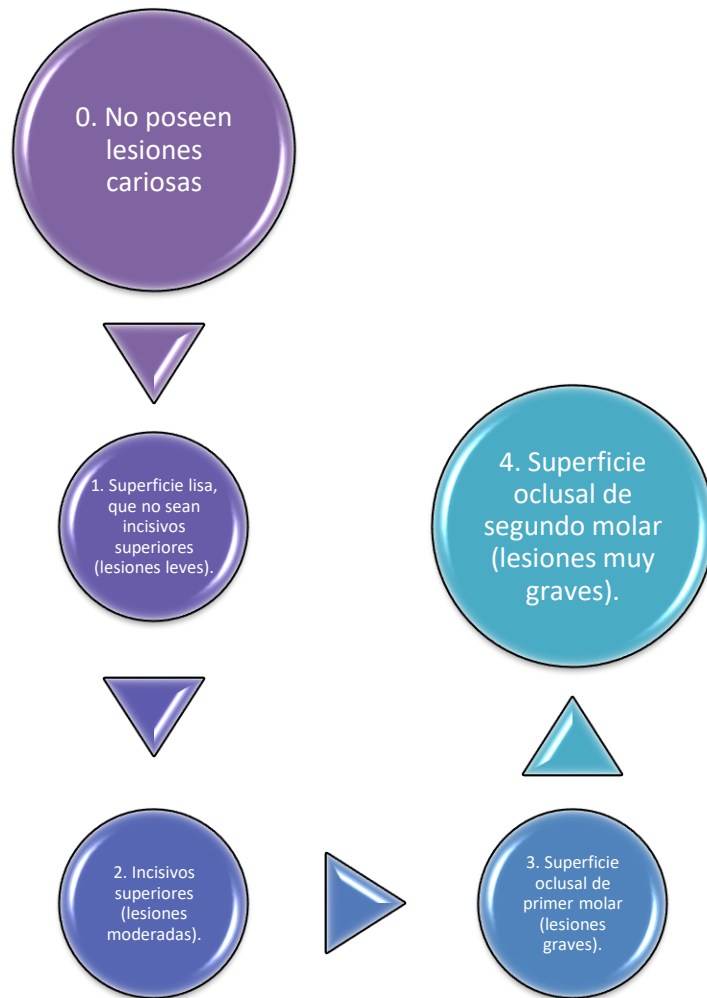 0. No poseen
lesiones
cariosas
1. Superficie lisa,
que no sean
incisivos
superiores
(lesiones leves).
2. Incisivos
superiores
(lesiones
moderadas).
3. Superficie
oclusal de
primer molar
(lesiones
graves).
4. Superficie
oclusal de
segundo molar
(lesiones muy
graves).